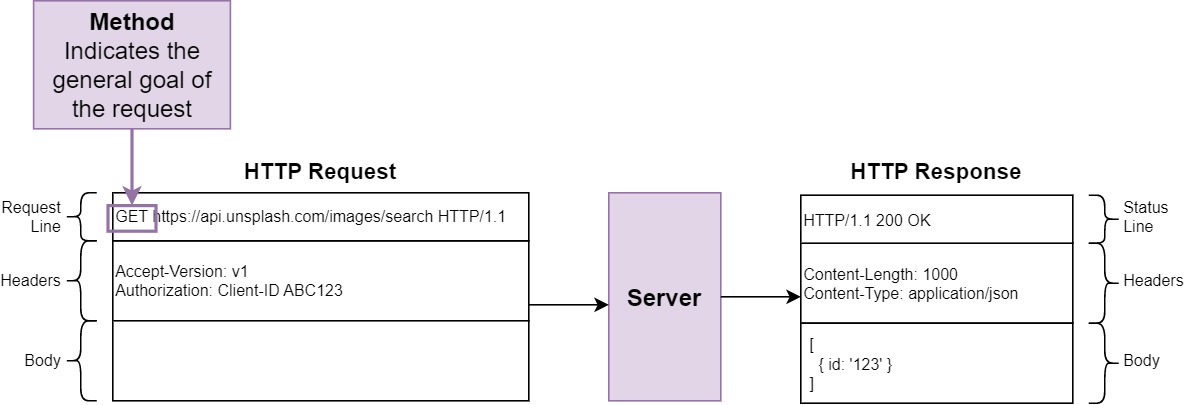 Method
Indicates the
general goal of
the request
HTTP Request
Request
Line
GET https://api.unsplash.com/images/search HTTP/1.1
Headers
Accept-Version: v1
Authorization: Client-ID ABC123
Body
Server
HTTP Response
HTTP/1.1 200 OK
Status
Line
Content-Length: 1000
Content-Type: application/json
Headers
[
{ id: '123' }
]
Body